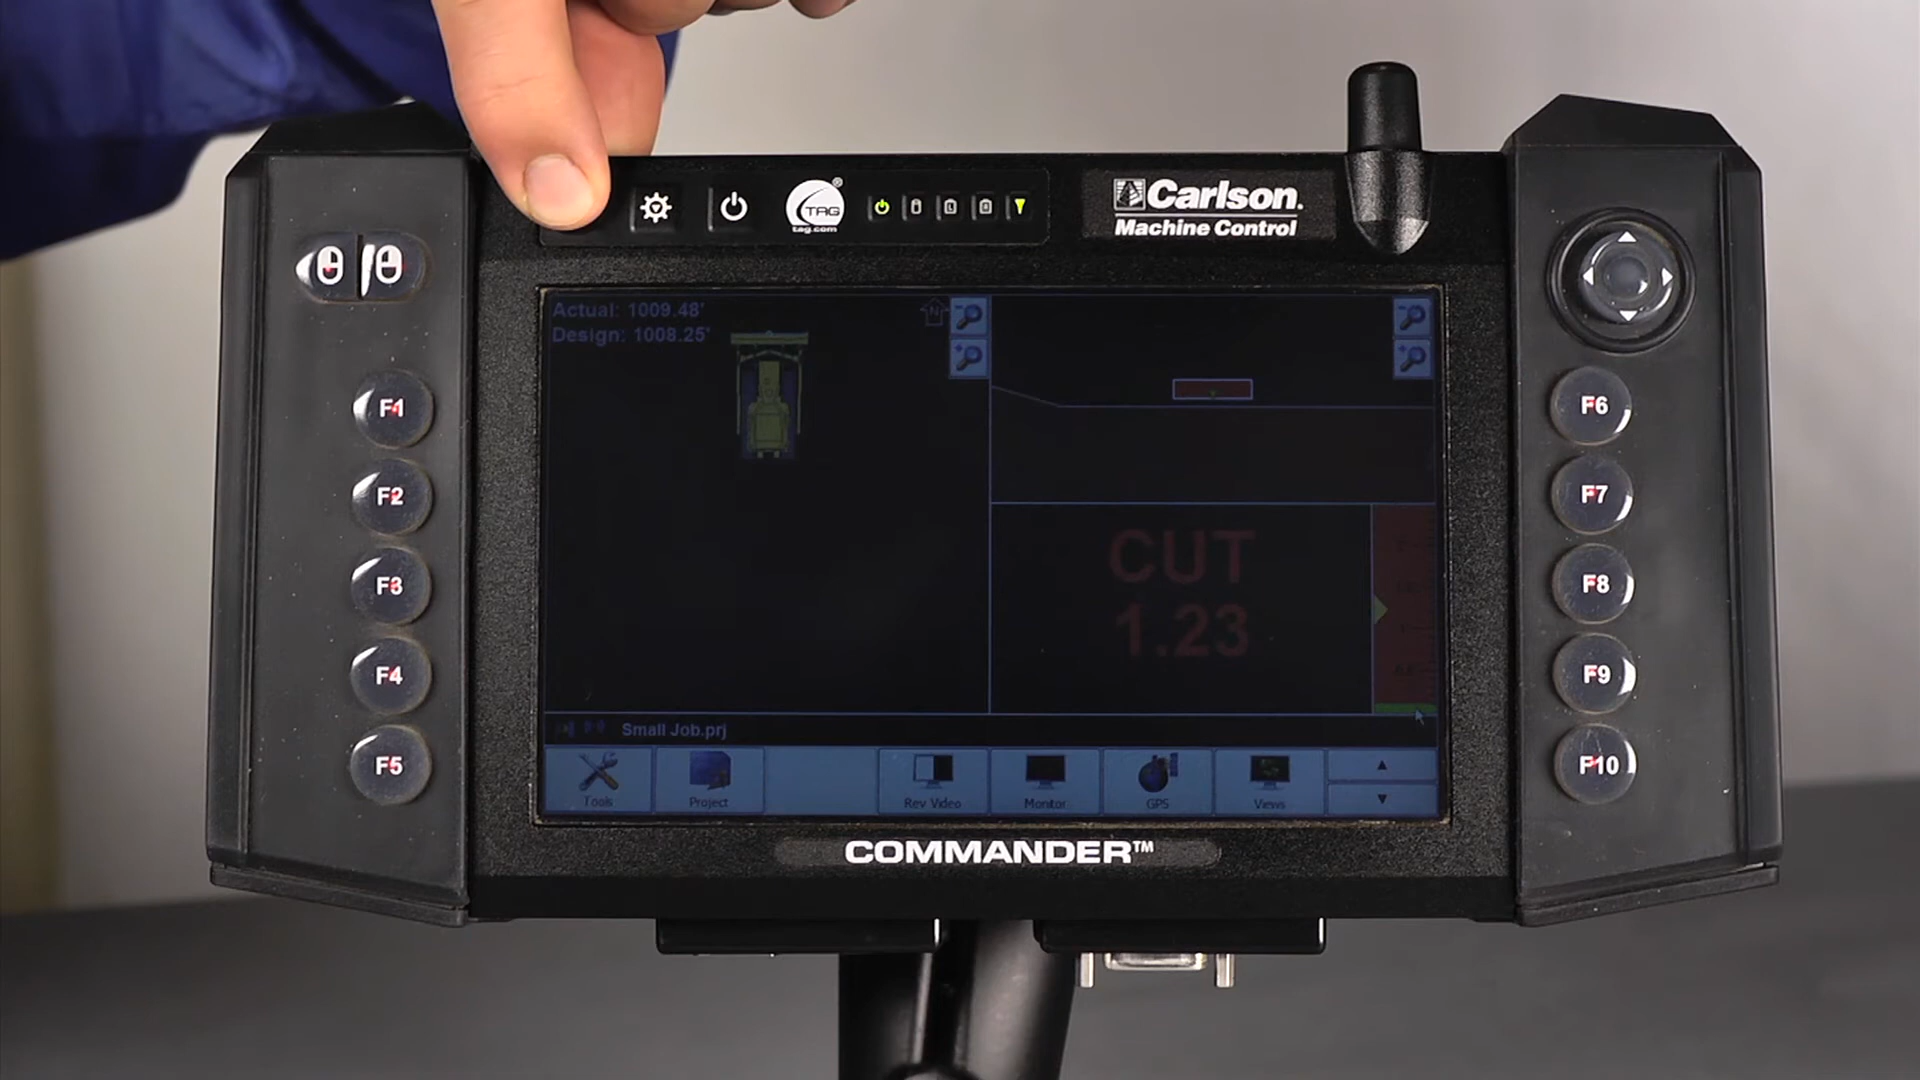 TAG
tag.com
Carlson.
Machine Control
F1
F2
F3
F4
F5
Actual: 1009.48'
Design: 1008.25'
N
CUT
1.23
Small Job.prj
Tools
Project
Rev Video
Monitor
GPS
Views
F6
F7
F8
F9
F10
COMMANDER™